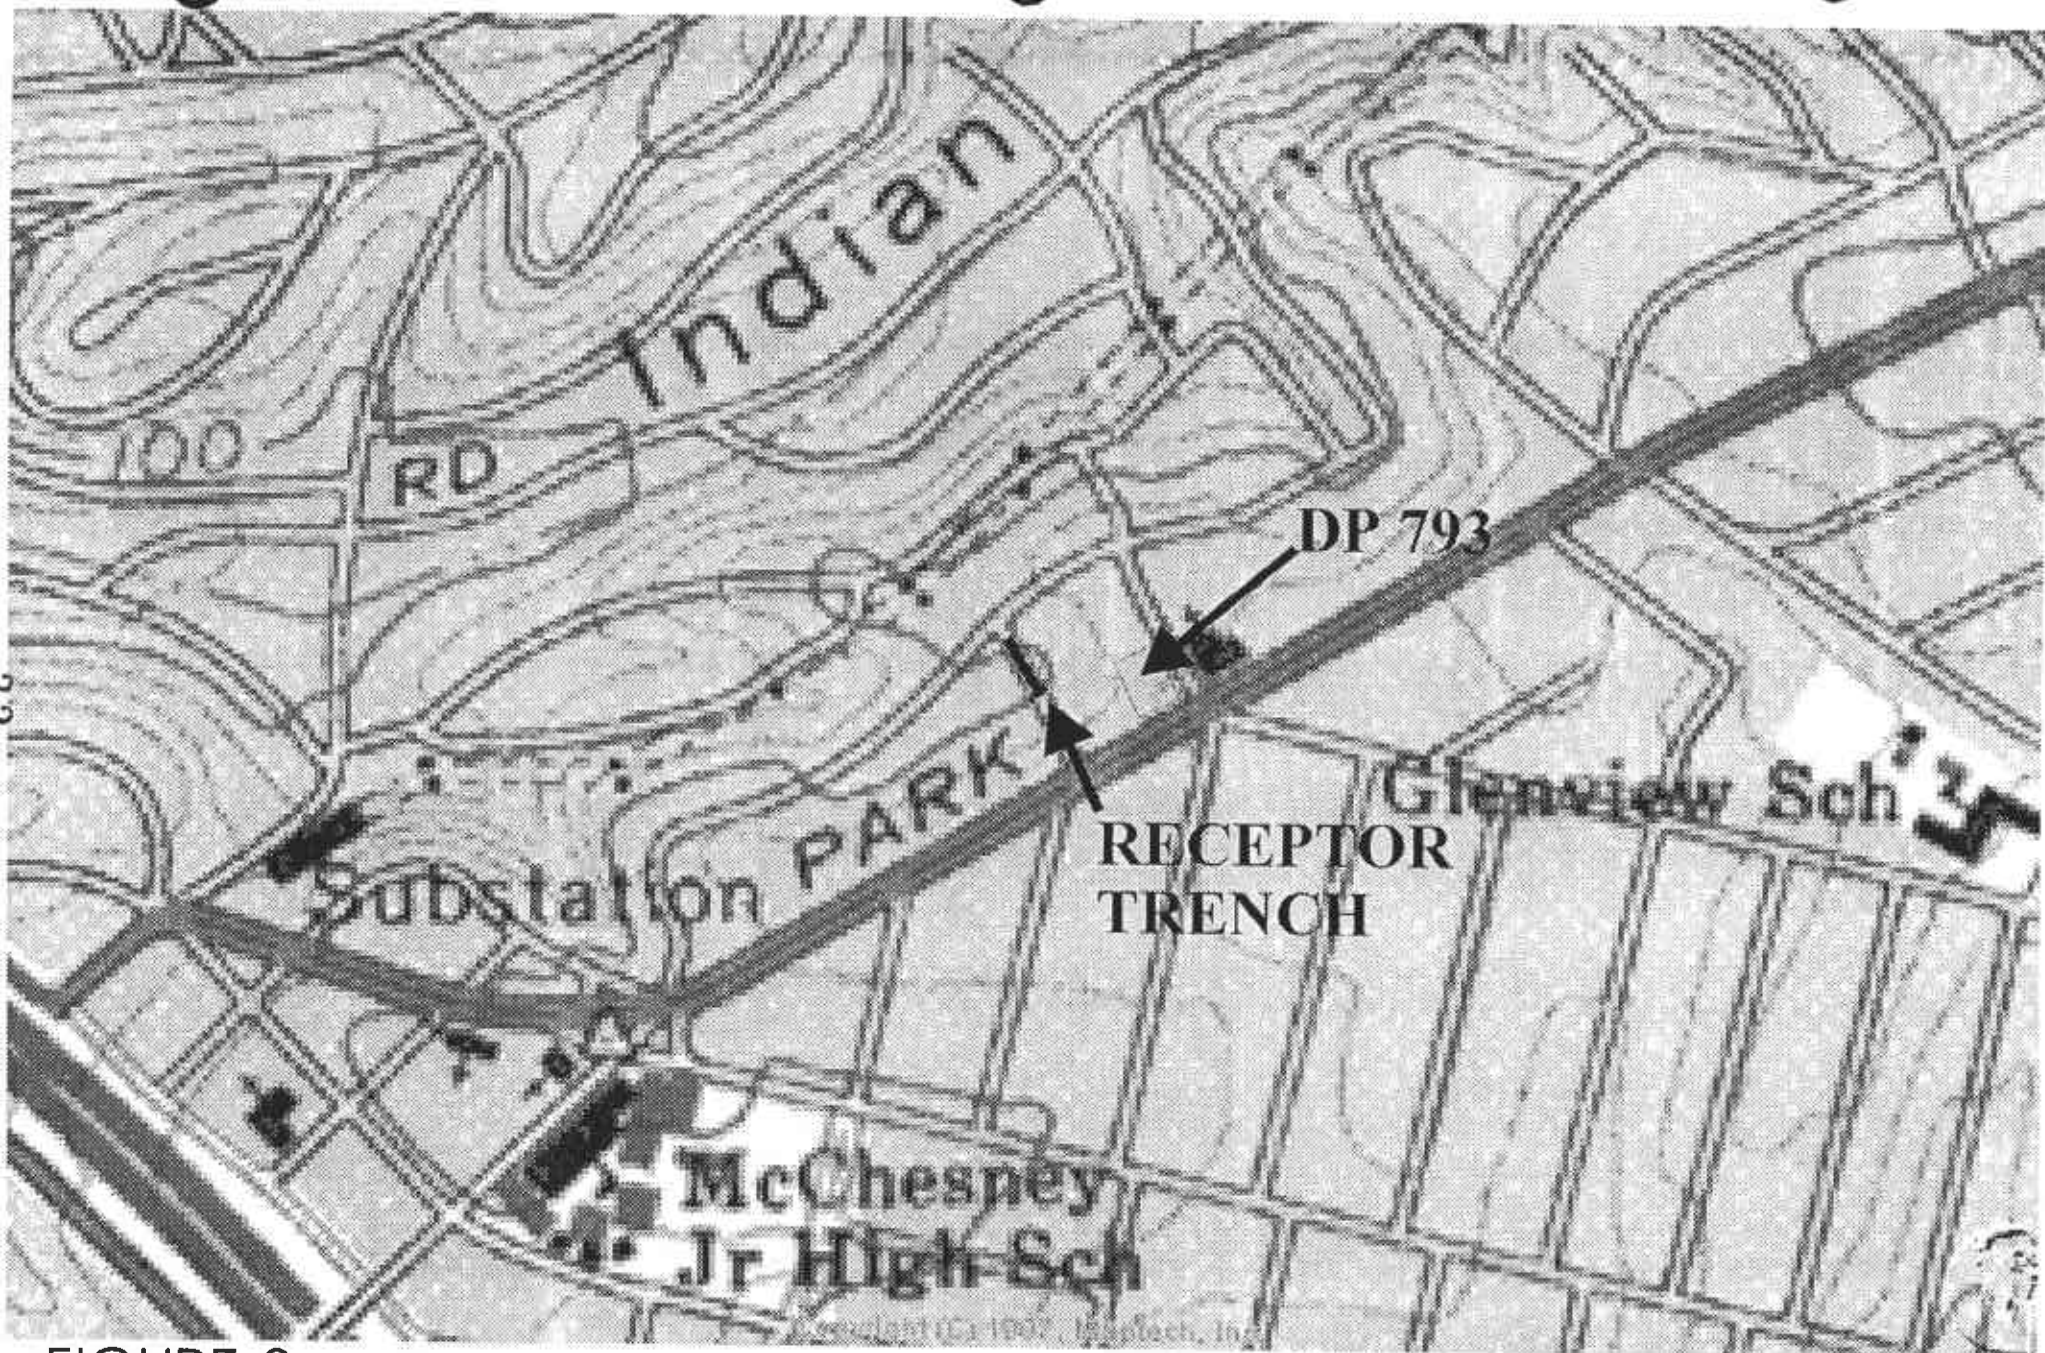 Indian
100
RD
DP 793
PARK
Glenview Sch
RECEPTOR
TRENCH
Substation
McChesney
Jr High Sch